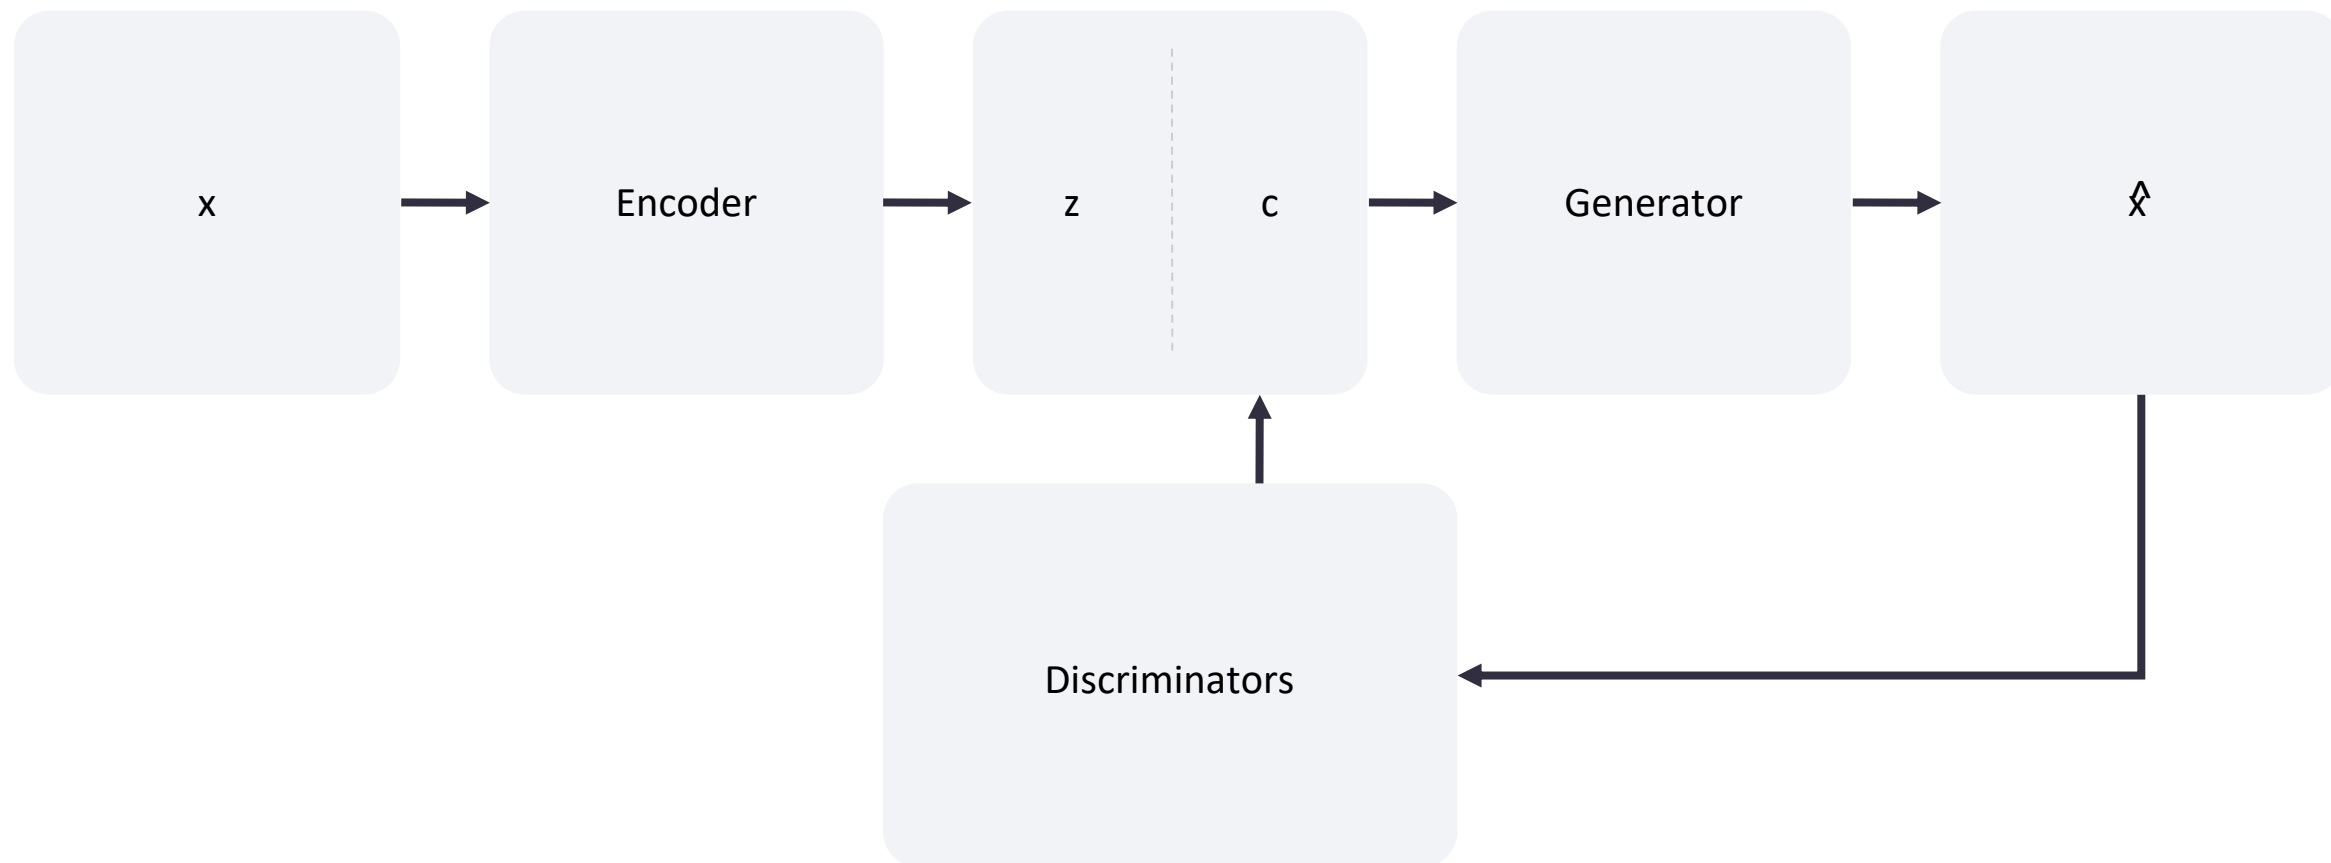 x
Encoder
z
c
Generator
x̂
Discriminators